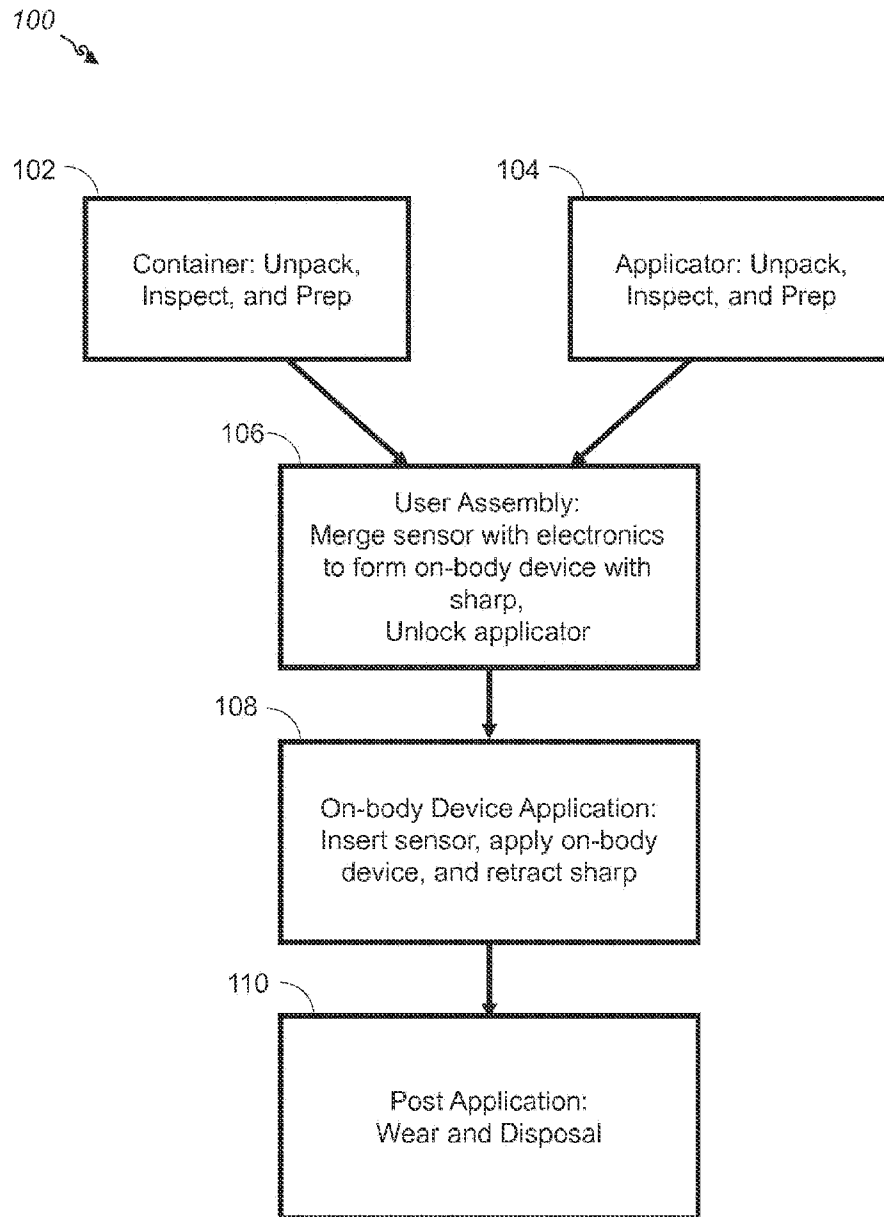 100
102
104
Container: Unpack,
Inspect, and Prep
Applicator: Unpack,
Inspect, and Prep
106
User Assembly:
Merge sensor with electronics
to form on-body device with
sharp,
Unlock applicator
108
On-body Device Application:
Insert sensor, apply on-body
device, and retract sharp
110
Post Application:
Wear and Disposal